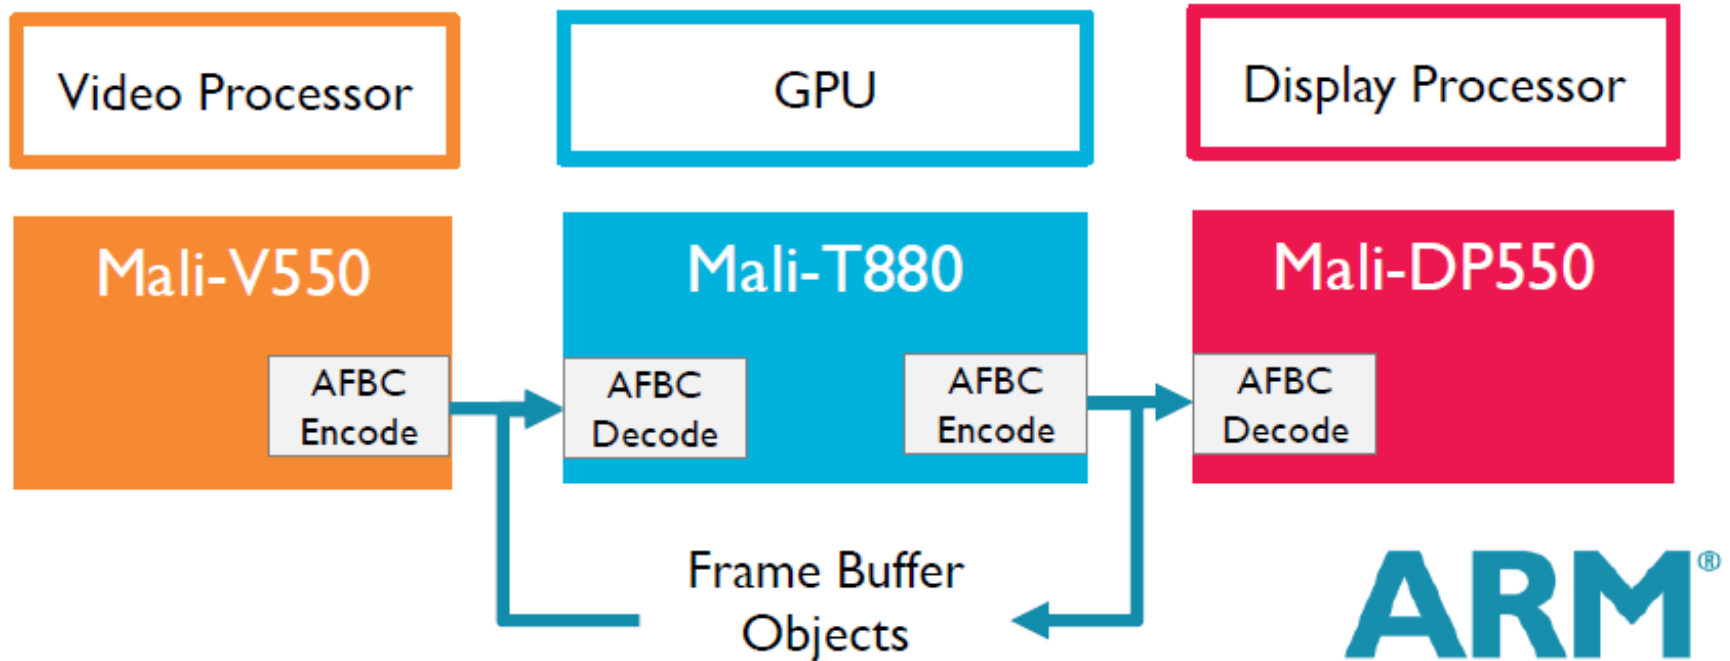 Video Processor
GPU
Display Processor
Mali-V550
Mali-T880
Mali-DP550
AFBC
Encode
AFBC
Decode
AFBC
Encode
AFBC
Decode
Frame Buffer
Objects
ARM®